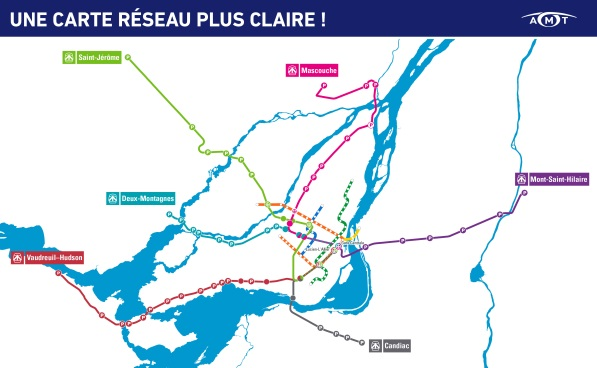 UNE CARTE RÉSEAU PLUS CLAIRE !
AMT
Saint-Jérôme
Mascouche
Mont-Saint-Hilaire
Deux-Montagnes
Vaudreuil-Hudson
Candiac